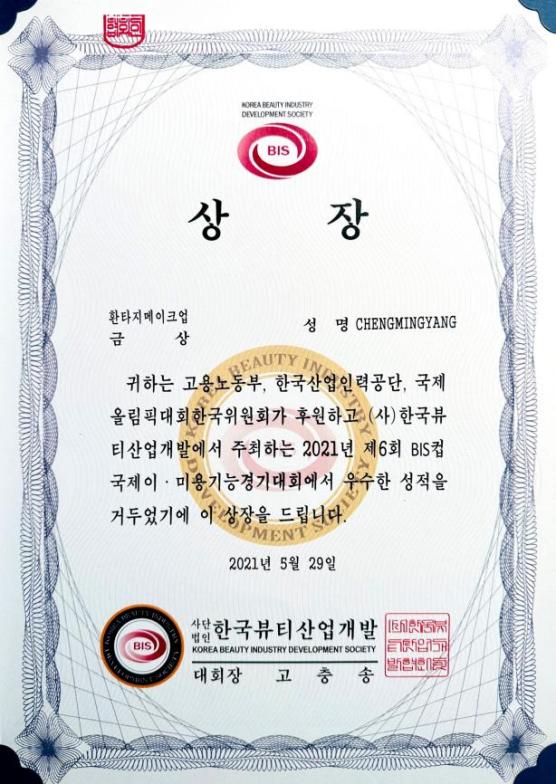 KOREA BEAUTY INDUSTRY
DEVELOPMENT SOCIETY
BIS
상 장
환타지메이크업
금 상
성 명 CHENGMINGYANG
KOREA BEAUTY INDUSTRY DEVELOPMENT SOCIETY
귀하는 고용노동부, 한국산업인력공단, 국제
올림픽대회한국위원회가 후원하고 (사)한국뷰
티산업개발에서 주최하는 2021년 제6회 BIS컵
국제이·미용기능경기대회에서 우수한 성적을
거두었기에 이 상장을 드립니다.
2021년 5월 29일
BIS
사단
법인 한국뷰티산업개발
KOREA BEAUTY INDUSTRY DEVELOPMENT SOCIETY
대회장 고 충 송